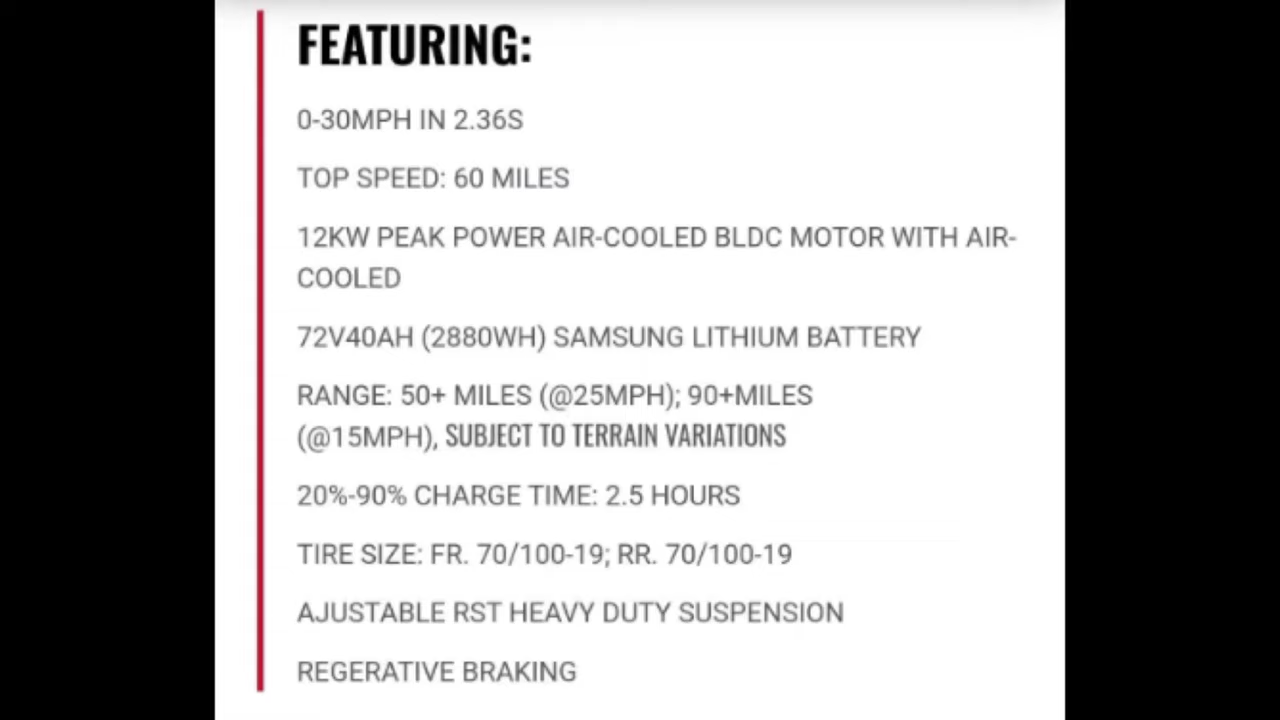 FEATURING:
0-30MPH IN 2.36S
TOP SPEED: 60 MILES
12KW PEAK POWER AIR-COOLED BLDC MOTOR WITH AIR-
COOLED
72V40AH (2880WH) SAMSUNG LITHIUM BATTERY
RANGE: 50+ MILES (@25MPH); 90+MILES
(@15MPH), SUBJECT TO TERRAIN VARIATIONS
20%-90% CHARGE TIME: 2.5 HOURS
TIRE SIZE: FR. 70/100-19; RR. 70/100-19
AJUSTABLE RST HEAVY DUTY SUSPENSION
REGERATIVE BRAKING